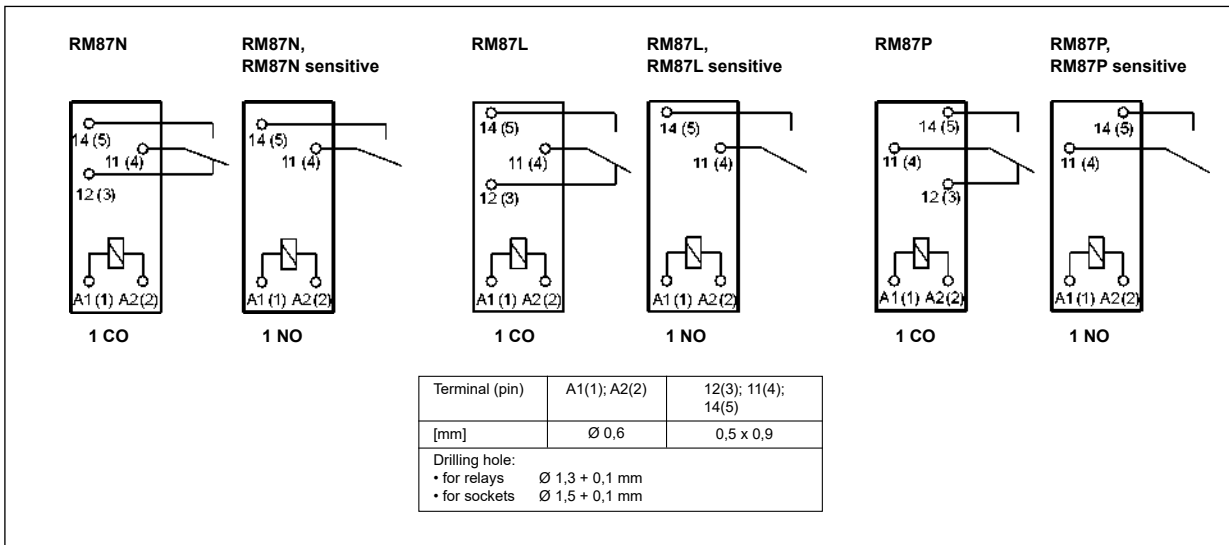 RM87N
RM87N,
RM87N sensitive
RM87L
RM87L,
RM87L sensitive
RM87P
RM87P,
RM87P sensitive
14 (5)
11 (4)
12 (3)
A1 (1) A2 (2)
1 CO
14 (5)
11 (4)
A1 (1) A2 (2)
1 NO
14 (5)
11 (4)
12 (3)
A1 (1) A2 (2)
1 CO
14 (5)
11 (4)
A1 (1) A2 (2)
1 NO
14 (5)
11 (4)
12 (3)
A1 (1) A2 (2)
1 CO
14 (5)
11 (4)
A1 (1) A2 (2)
1 NO
Terminal (pin) A1(1); A2(2) 12(3); 11(4);
14(5)
[mm] Ø 0,6 0,5 x 0,9
Drilling hole:
• for relays Ø 1,3 + 0,1 mm
• for sockets Ø 1,5 + 0,1 mm